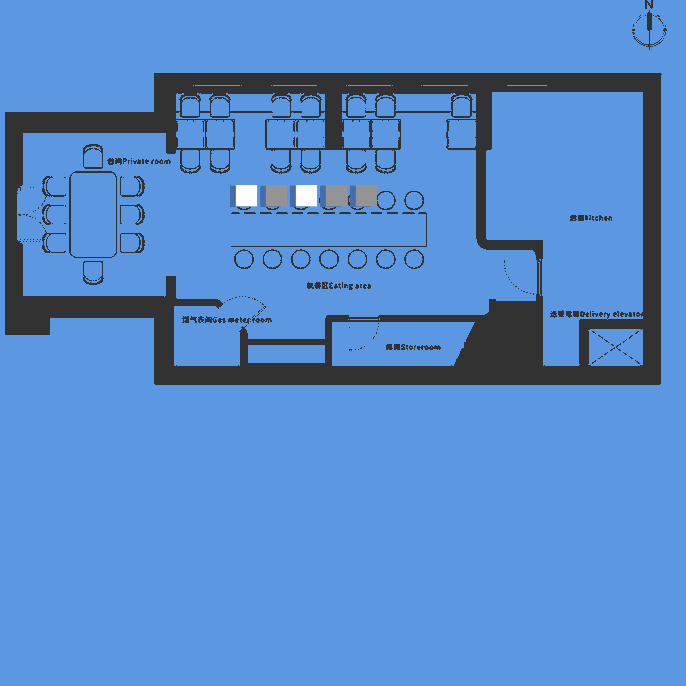 N
包间Private room
厨房Kitchen
就餐区Eating area
送餐电梯Delivery elevator
燃气表间Gas meter room
库房Storeroom